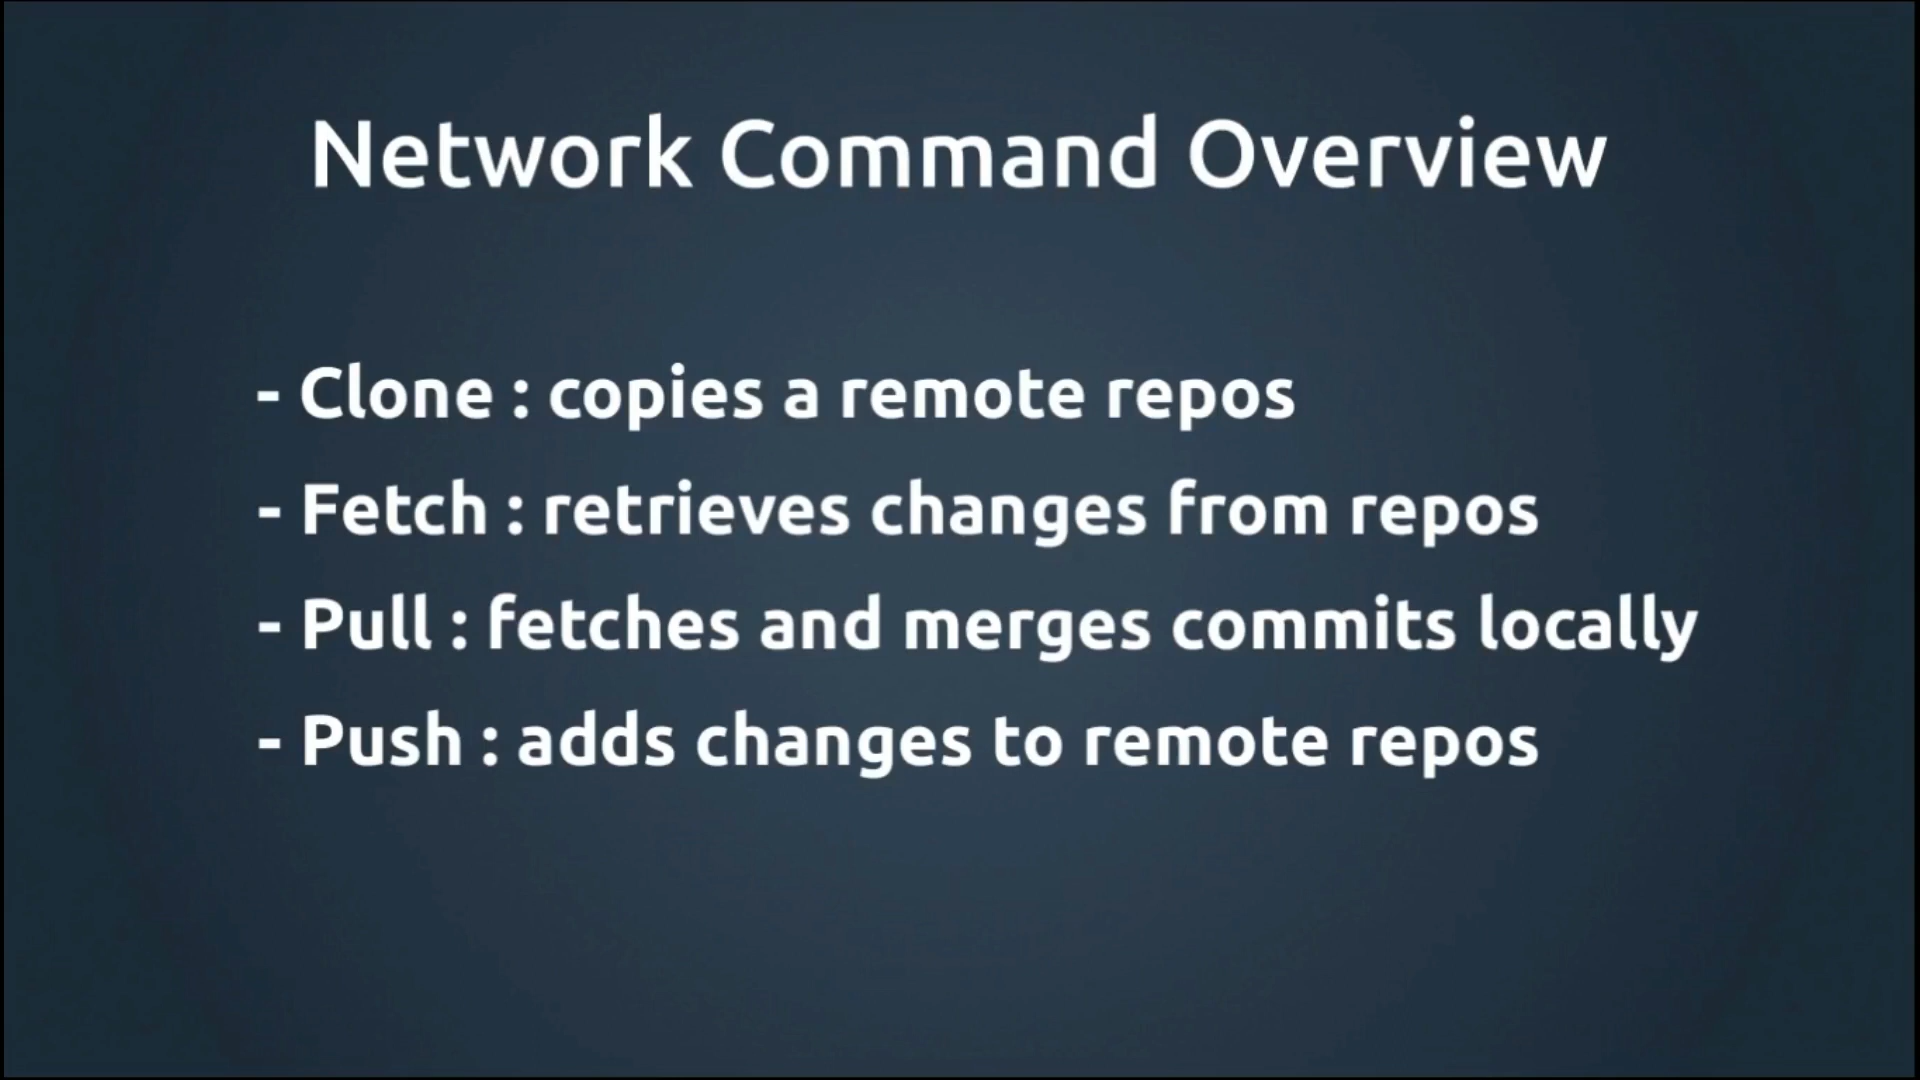 Network Command Overview
- Clone : copies a remote repos
- Fetch : retrieves changes from repos
- Pull : fetches and merges commits locally
- Push : adds changes to remote repos